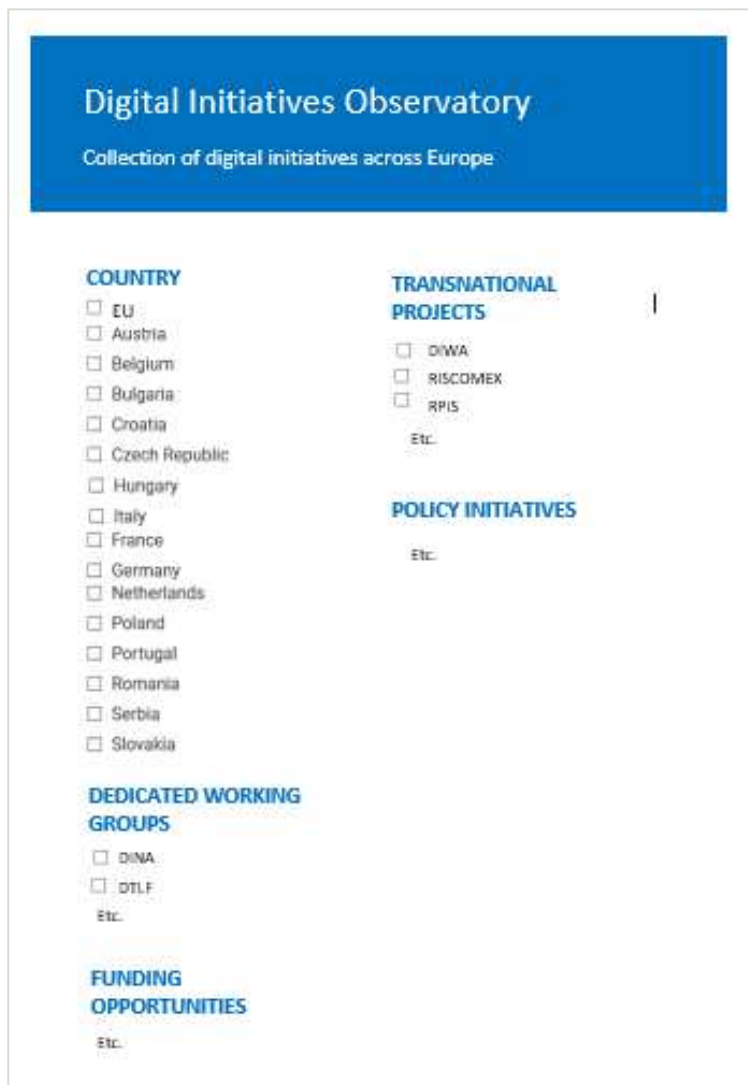 Digital Initiatives Observatory
Collection of digital initiatives across Europe
COUNTRY
EU
Austria
Belgium
Bulgaria
Croatia
Czech Republic
Hungary
Italy
France
Germany
Netherlands
Poland
Portugal
Romania
Serbia
Slovakia
DEDICATED WORKING
GROUPS
DINA
DTLF
Etc.
FUNDING
OPPORTUNITIES
Etc.
TRANSNATIONAL
PROJECTS
DIWA
RISCOMEX
RPIS
Etc.
POLICY INITIATIVES
Etc.